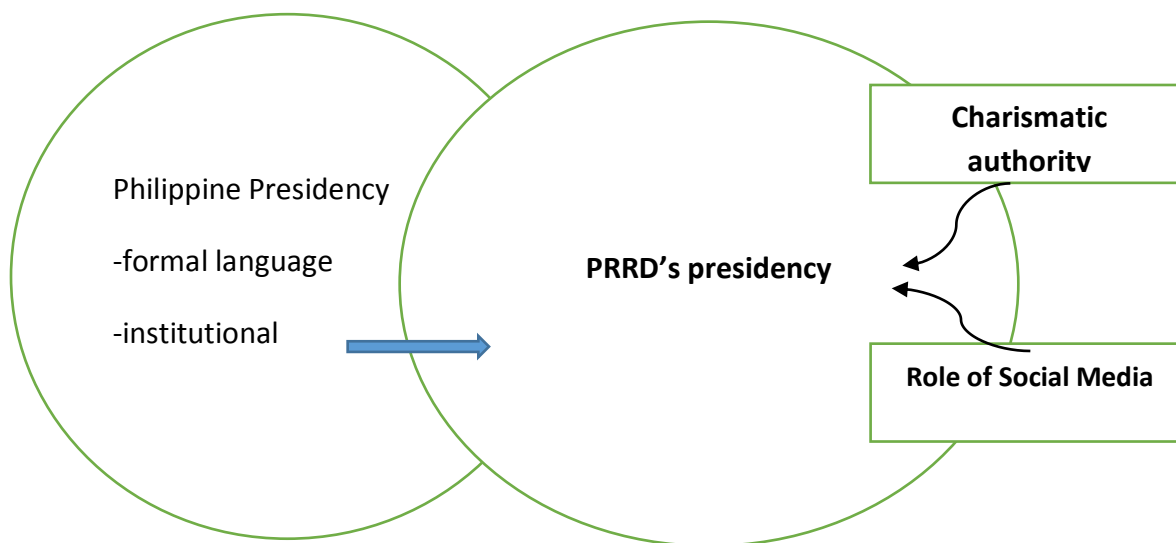 Philippine Presidency
-formal language
-institutional
PRRD’s presidency
Charismatic
authority
Role of Social Media